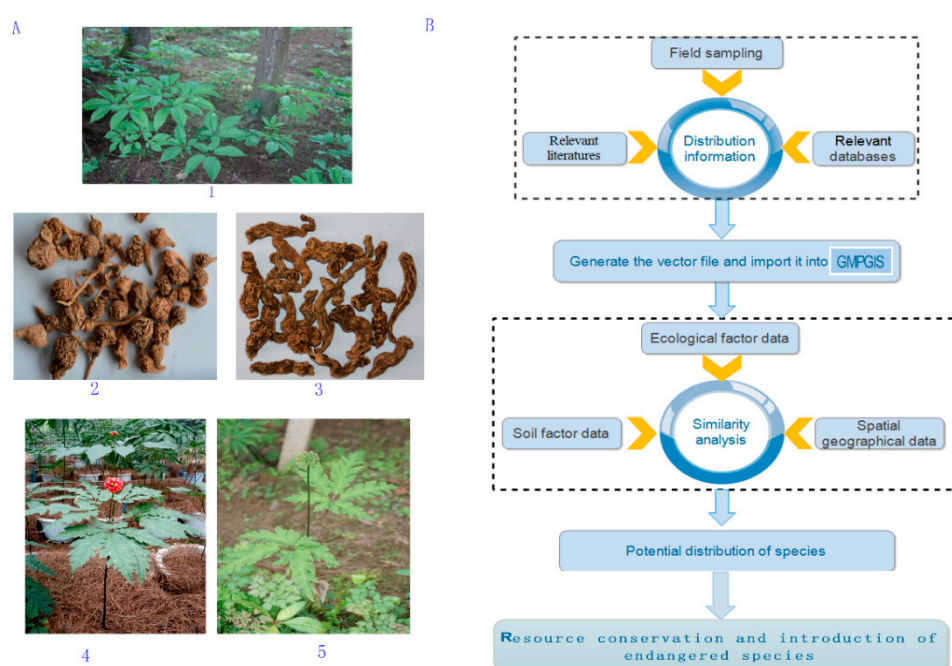 A
1
2
3
4
5
B
Field sampling
Relevant
literatures
Distribution
information
Relevant
databases
Generate the vector file and import it into GMPGIS
Ecological factor data
Soil factor data
Similarity
analysis
Spatial
geographical data
Potential distribution of species
Resource conservation and introduction of
endangered species